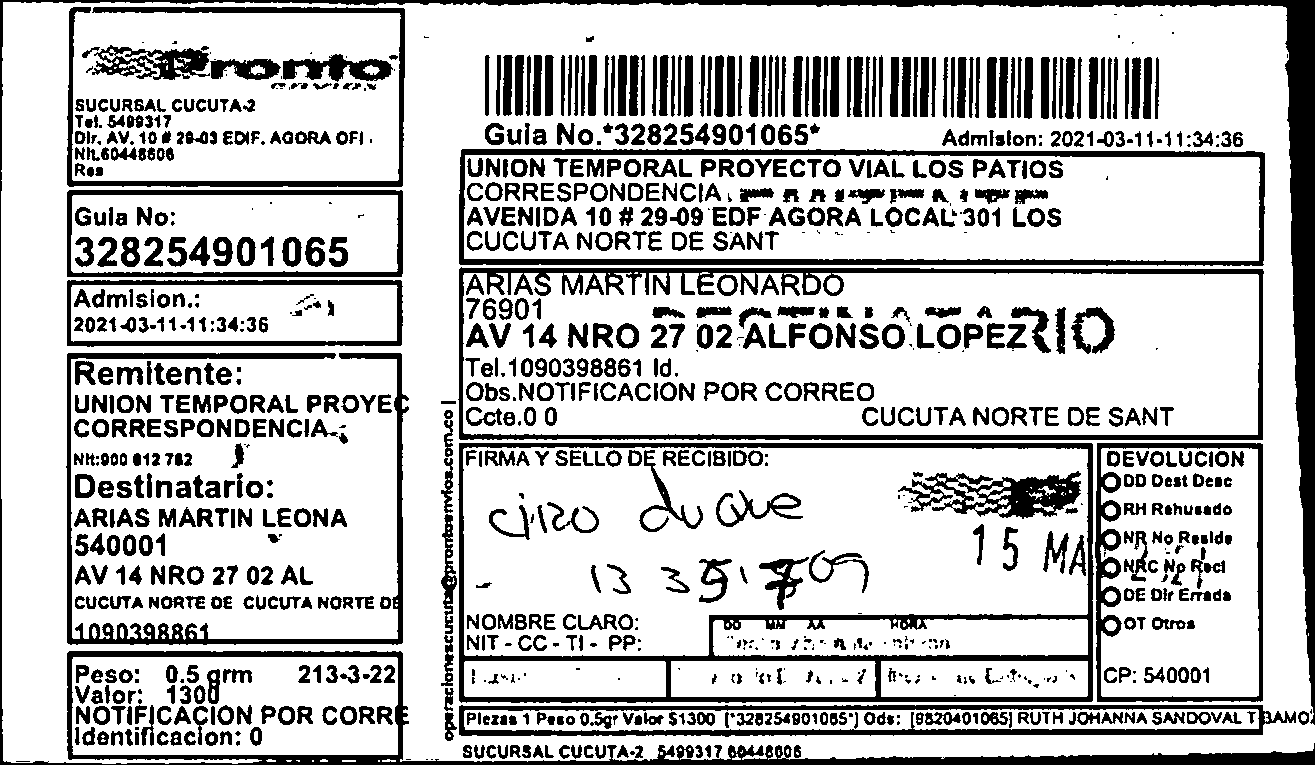 Pronto
envios
SUCURSAL CUCUTA-2
Tel. 5499317
Dir. AV. 10 # 29-03 EDIF. AGORA OFI
Nit.60448606
Res
Guia No:
328254901065
Admision.:
2021-03-11-11:34:36
Remitente:
UNION TEMPORAL PROYEC
CORRESPONDENCIA
Nit:900 812 782
Destinatario:
ARIAS MARTIN LEONA
540001
AV 14 NRO 27 02 AL
CUCUTA NORTE DE CUCUTA NORTE DE
1090398861
Peso: 0.5 grm 213-3-22
Valor: 1300
NOTIFICACION POR CORRE
Identificacion: 0
operacionescucuta@prontoenvios.com.co |
Guia No.*328254901065*
Admision: 2021-03-11-11:34:36
UNION TEMPORAL PROYECTO VIAL LOS PATIOS
CORRESPONDENCIA
AVENIDA 10 # 29-09 EDF AGORA LOCAL 301 LOS
CUCUTA NORTE DE SANT
ARIAS MARTIN LEONARDO
76901
AV 14 NRO 27 02 ALFONSO LOPEZ
Tel.1090398861 Id.
Obs.NOTIFICACION POR CORREO
Ccte.0 0 CUCUTA NORTE DE SANT
FIRMA Y SELLO DE RECIBIDO:
Ciro duque
15 MA
NOMBRE CLARO:
NIT - CC - TI - PP:
DD MM AA HORA
DEVOLUCION
DD Dest Desc
RH Rehusado
NR No Reside
NRC No Recl
DE Dir Errada
OT Otros
CP: 540001
Piezas 1 Peso 0.5gr Valor $1300 [*328254901065*] Ods: [9820401065] RUTH JOHANNA SANDOVAL T
SUCURSAL CUCUTA-2 5499317 60448606